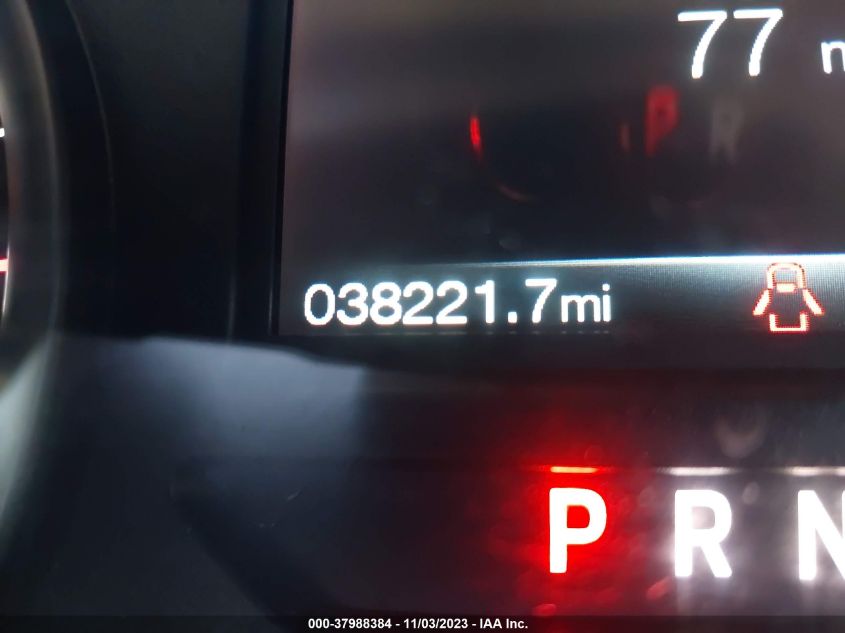 77
038221.7mi
P R N
000-37988384 - 11/03/2023 - IAA Inc.